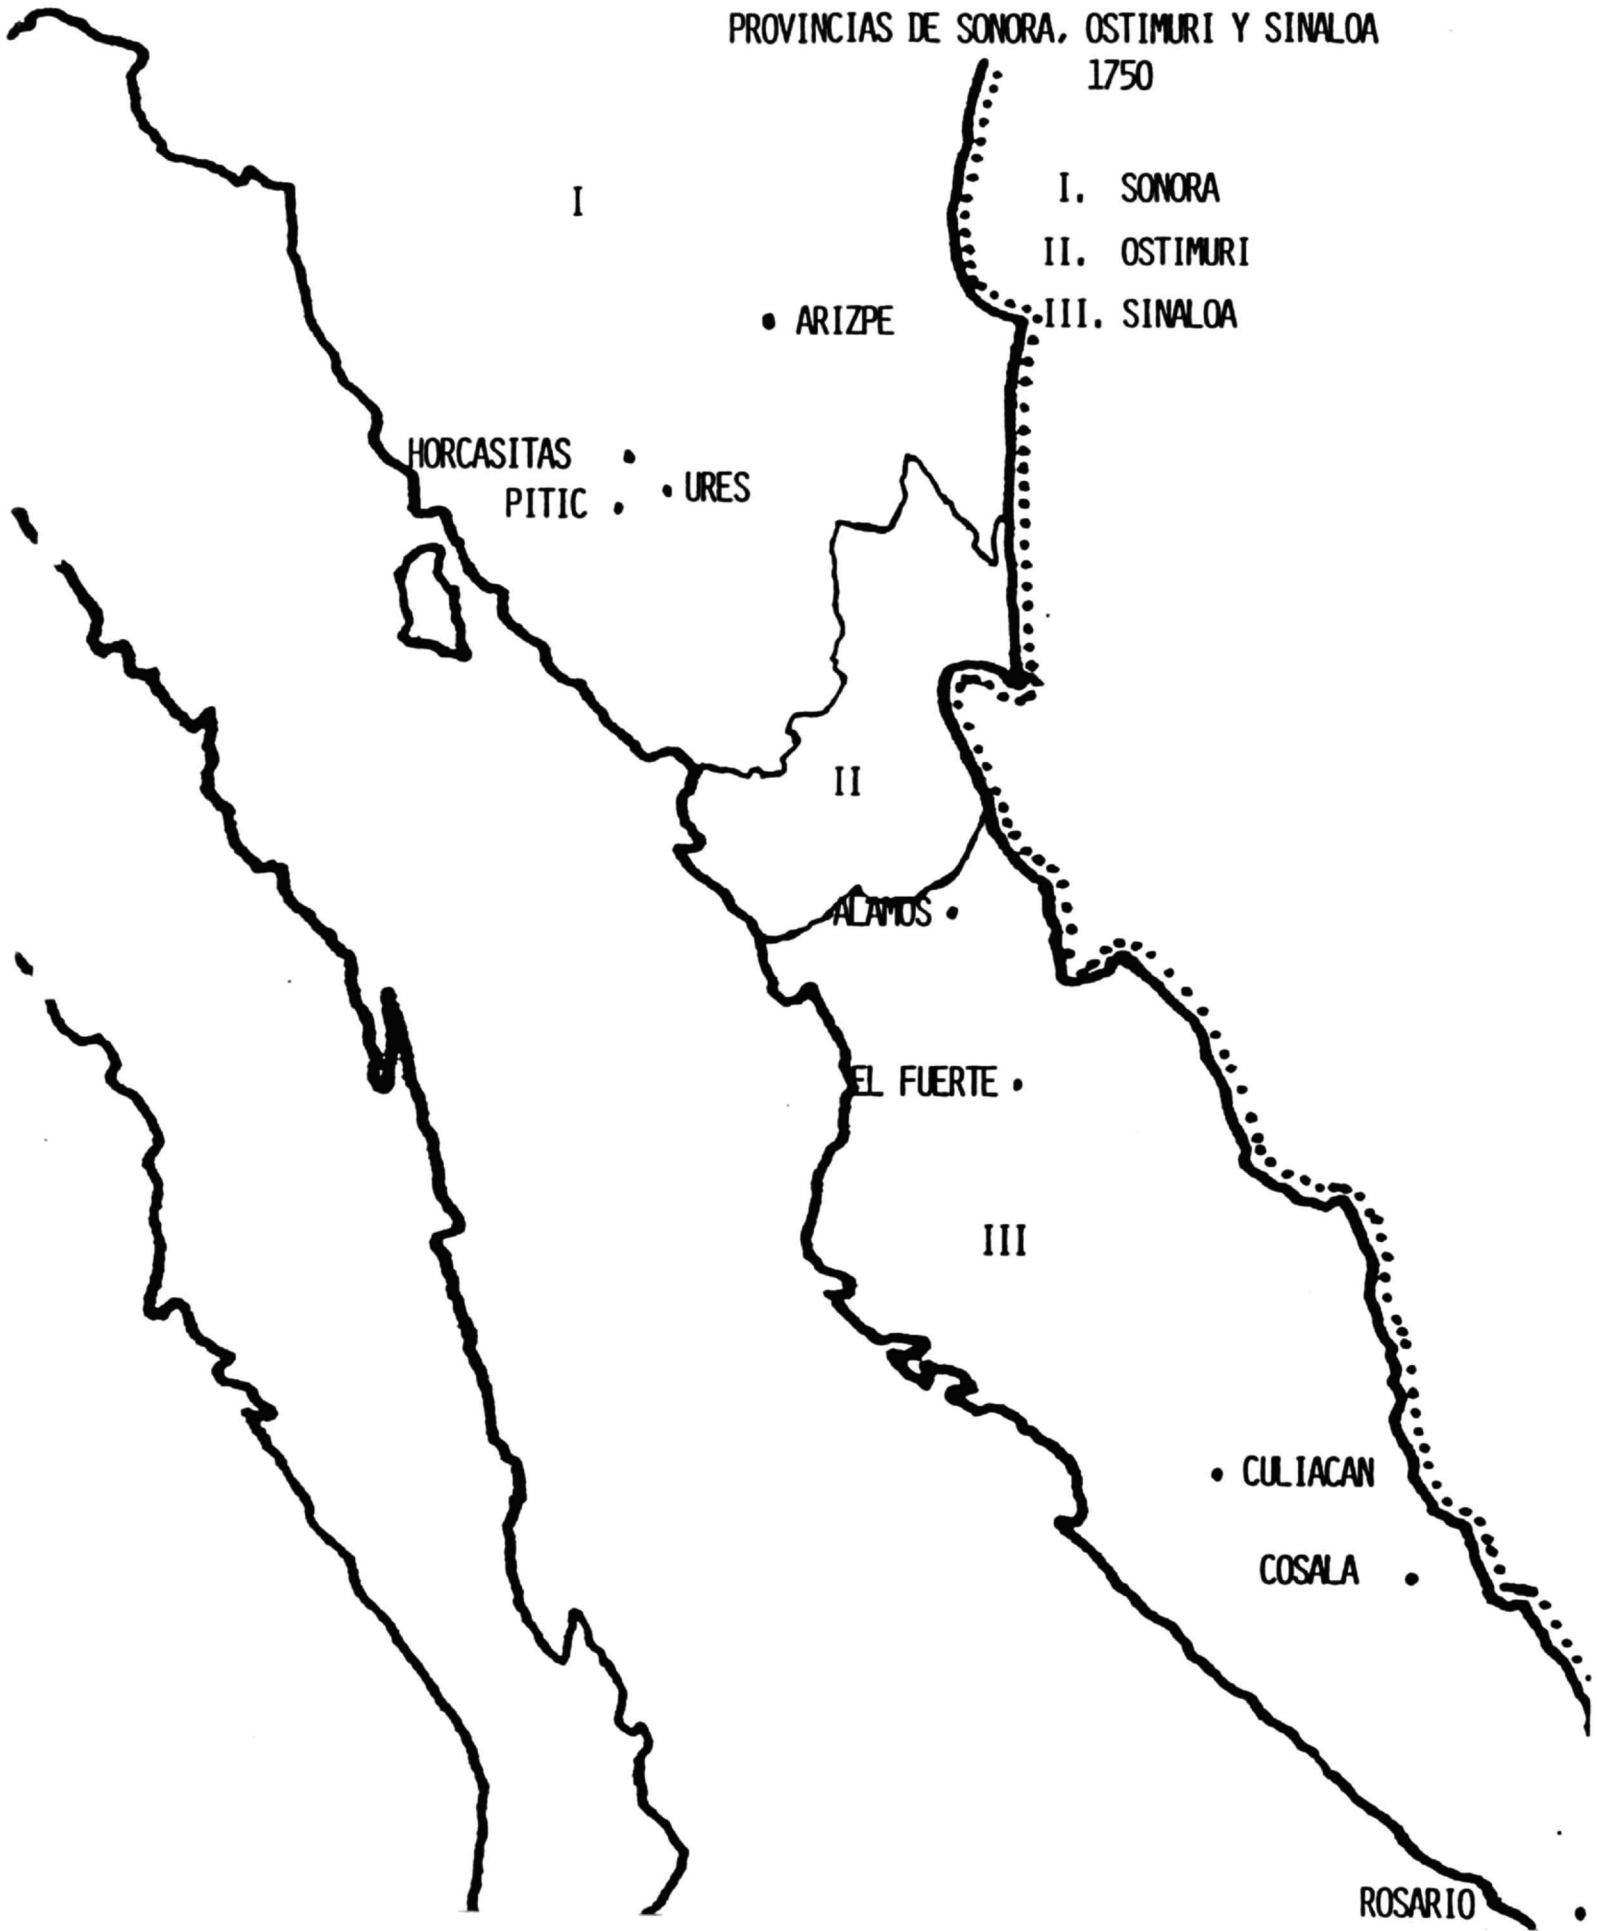 PROVINCIAS DE SONORA, OSTIMURI Y SINALOA
1750
I
I. SONORA
II. OSTIMURI
III. SINALOA
ARIZPE
HORCASITAS
URES
PITIC
II
ALAMOS
EL FUERTE
III
CULIACAN
COSALA
ROSARIO